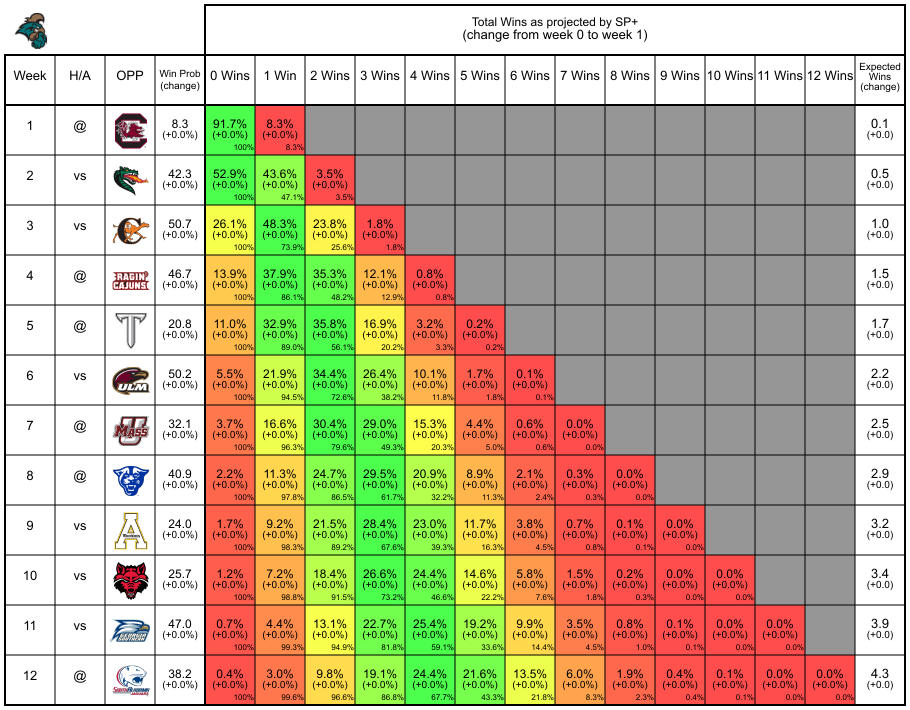 Total Wins as projected by SP+
(change from week 0 to week 1)
Week H/A OPP Win Prob (change) 0 Wins 1 Win 2 Wins 3 Wins 4 Wins 5 Wins 6 Wins 7 Wins 8 Wins 9 Wins 10 Wins 11 Wins 12 Wins Expected Wins (change)
1 @ C 8.3 91.7% 8.3% 0.1
(+0.0%) (+0.0%) (+0.0%) (+0.0)
100% 8.3%
2 vs 42.3 52.9% 43.6% 3.5% 0.5
(+0.0%) (+0.0%) (+0.0%) (+0.0%) (+0.0)
100% 47.1% 3.5%
3 vs C 50.7 26.1% 48.3% 23.8% 1.8% 1.0
(+0.0%) (+0.0%) (+0.0%) (+0.0%) (+0.0%) (+0.0)
100% 73.9% 25.6% 1.8%
4 @ RAGIN' CAJUNS 46.7 13.9% 37.9% 35.3% 12.1% 0.8% 1.5
(+0.0%) (+0.0%) (+0.0%) (+0.0%) (+0.0%) (+0.0%) (+0.0)
100% 86.1% 48.2% 12.9% 0.8%
5 @ T 20.8 11.0% 32.9% 35.8% 16.9% 3.2% 0.2% 1.7
(+0.0%) (+0.0%) (+0.0%) (+0.0%) (+0.0%) (+0.0%) (+0.0%) (+0.0)
100% 89.0% 56.1% 20.2% 3.3% 0.2%
6 vs ULM 50.2 5.5% 21.9% 34.4% 26.4% 10.1% 1.7% 0.1% 2.2
(+0.0%) (+0.0%) (+0.0%) (+0.0%) (+0.0%) (+0.0%) (+0.0%) (+0.0%) (+0.0)
100% 94.5% 72.6% 38.2% 11.8% 1.8% 0.1%
7 @ U MASS 32.1 3.7% 16.6% 30.4% 29.0% 15.3% 4.4% 0.6% 0.0% 2.5
(+0.0%) (+0.0%) (+0.0%) (+0.0%) (+0.0%) (+0.0%) (+0.0%) (+0.0%) (+0.0%) (+0.0)
100% 96.3% 79.6% 49.3% 20.3% 5.0% 0.6% 0.0%
8 @ 40.9 2.2% 11.3% 24.7% 29.5% 20.9% 8.9% 2.1% 0.3% 0.0% 2.9
(+0.0%) (+0.0%) (+0.0%) (+0.0%) (+0.0%) (+0.0%) (+0.0%) (+0.0%) (+0.0%) (+0.0%) (+0.0)
100% 97.8% 86.5% 61.7% 32.2% 11.3% 2.4% 0.3% 0.0%
9 vs A 24.0 1.7% 9.2% 21.5% 28.4% 23.0% 11.7% 3.8% 0.7% 0.1% 0.0% 3.2
(+0.0%) (+0.0%) (+0.0%) (+0.0%) (+0.0%) (+0.0%) (+0.0%) (+0.0%) (+0.0%) (+0.0%) (+0.0%) (+0.0)
100% 98.3% 89.2% 67.6% 39.3% 16.3% 4.5% 0.8% 0.1% 0.0%
10 vs 25.7 1.2% 7.2% 18.4% 26.6% 24.4% 14.6% 5.8% 1.5% 0.2% 0.0% 0.0% 3.4
(+0.0%) (+0.0%) (+0.0%) (+0.0%) (+0.0%) (+0.0%) (+0.0%) (+0.0%) (+0.0%) (+0.0%) (+0.0%) (+0.0%) (+0.0)
100% 98.8% 91.5% 73.2% 46.6% 22.2% 7.6% 1.8% 0.3% 0.0% 0.0%
11 vs GEORGIA SOUTHERN 47.0 0.7% 4.4% 13.1% 22.7% 25.4% 19.2% 9.9% 3.5% 0.8% 0.1% 0.0% 0.0% 3.9
(+0.0%) (+0.0%) (+0.0%) (+0.0%) (+0.0%) (+0.0%) (+0.0%) (+0.0%) (+0.0%) (+0.0%) (+0.0%) (+0.0%) (+0.0%) (+0.0)
100% 99.3% 94.9% 81.8% 59.1% 33.6% 14.4% 4.5% 1.0% 0.1% 0.0% 0.0%
12 @ SOUTH ALABAMA JAGUARS 38.2 0.4% 3.0% 9.8% 19.1% 24.4% 21.6% 13.5% 6.0% 1.9% 0.4% 0.1% 0.0% 0.0% 4.3
(+0.0%) (+0.0%) (+0.0%) (+0.0%) (+0.0%) (+0.0%) (+0.0%) (+0.0%) (+0.0%) (+0.0%) (+0.0%) (+0.0%) (+0.0%) (+0.0%) (+0.0)
100% 99.6% 96.6% 86.8% 67.7% 43.3% 21.8% 8.3% 2.3% 0.4% 0.1% 0.0% 0.0%